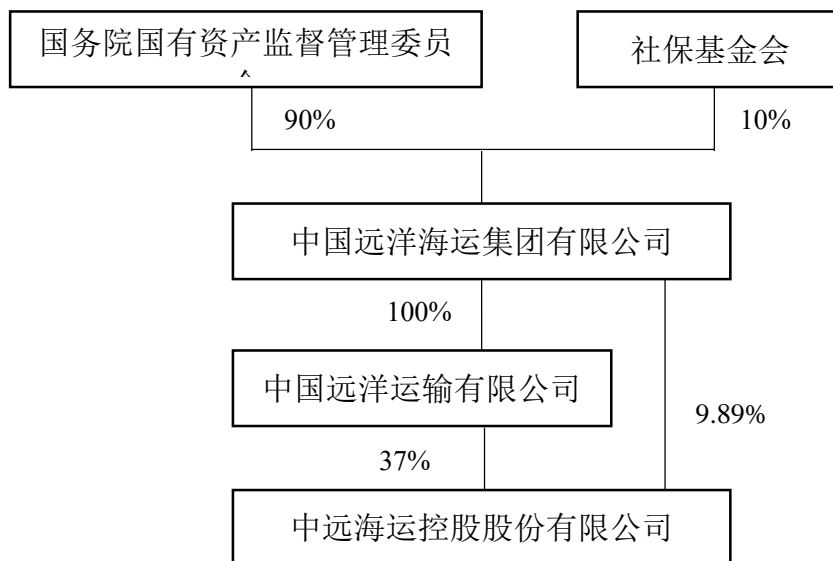 国务院国有资产监督管理委员
社保基金会
90%
10%
中国远洋海运集团有限公司
100%
中国远洋运输有限公司
9.89%
37%
中远海运控股股份有限公司